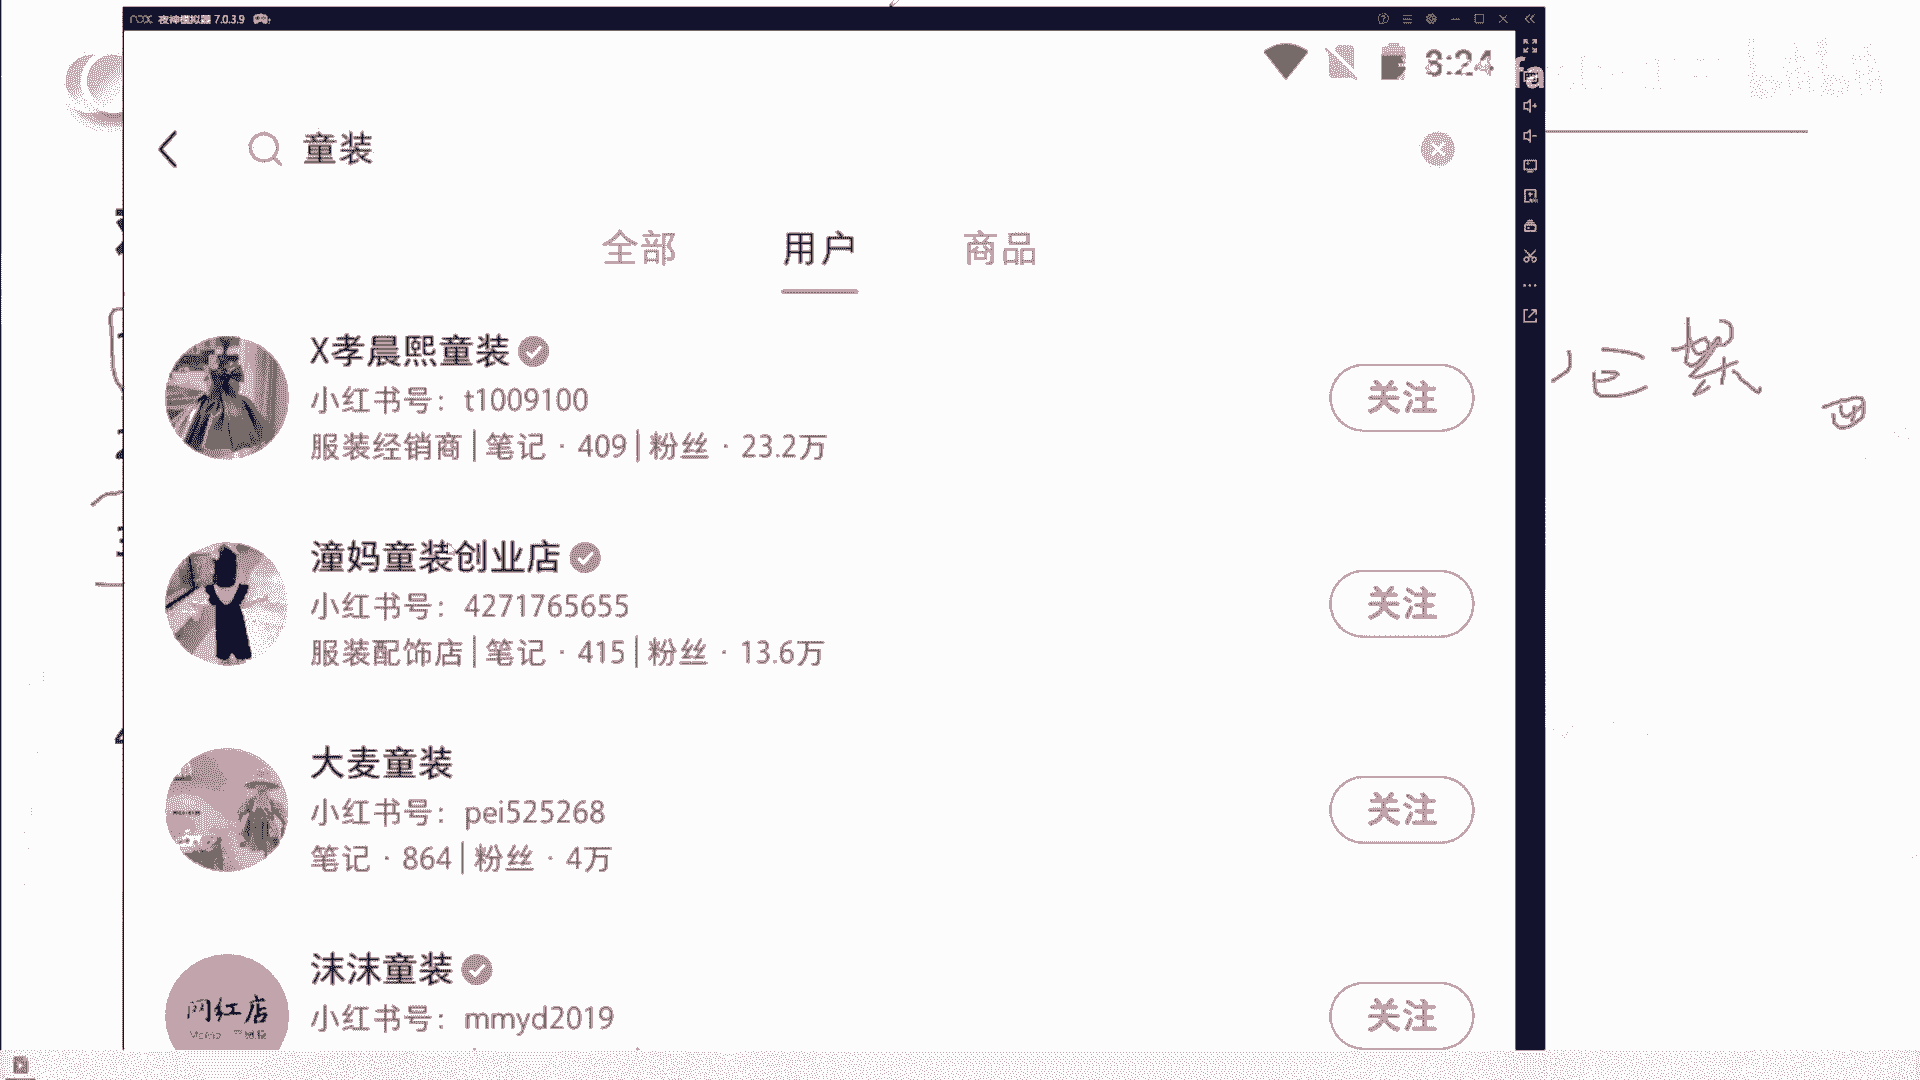 nox 夜神模拟器 7.0.3.9
3:24
fa
童装
全部 用户 商品
X孝晨熙童装
小红书号：t1009100
服装经销商 | 笔记 · 409 | 粉丝 · 23.2万
关注
潼妈童装创业店
小红书号：4271765655
服装配饰店 | 笔记 · 415 | 粉丝 · 13.6万
关注
大麦童装
小红书号：pei525268
笔记 · 864 | 粉丝 · 4万
关注
沫沫童装
小红书号：mmyd2019
关注
网红店